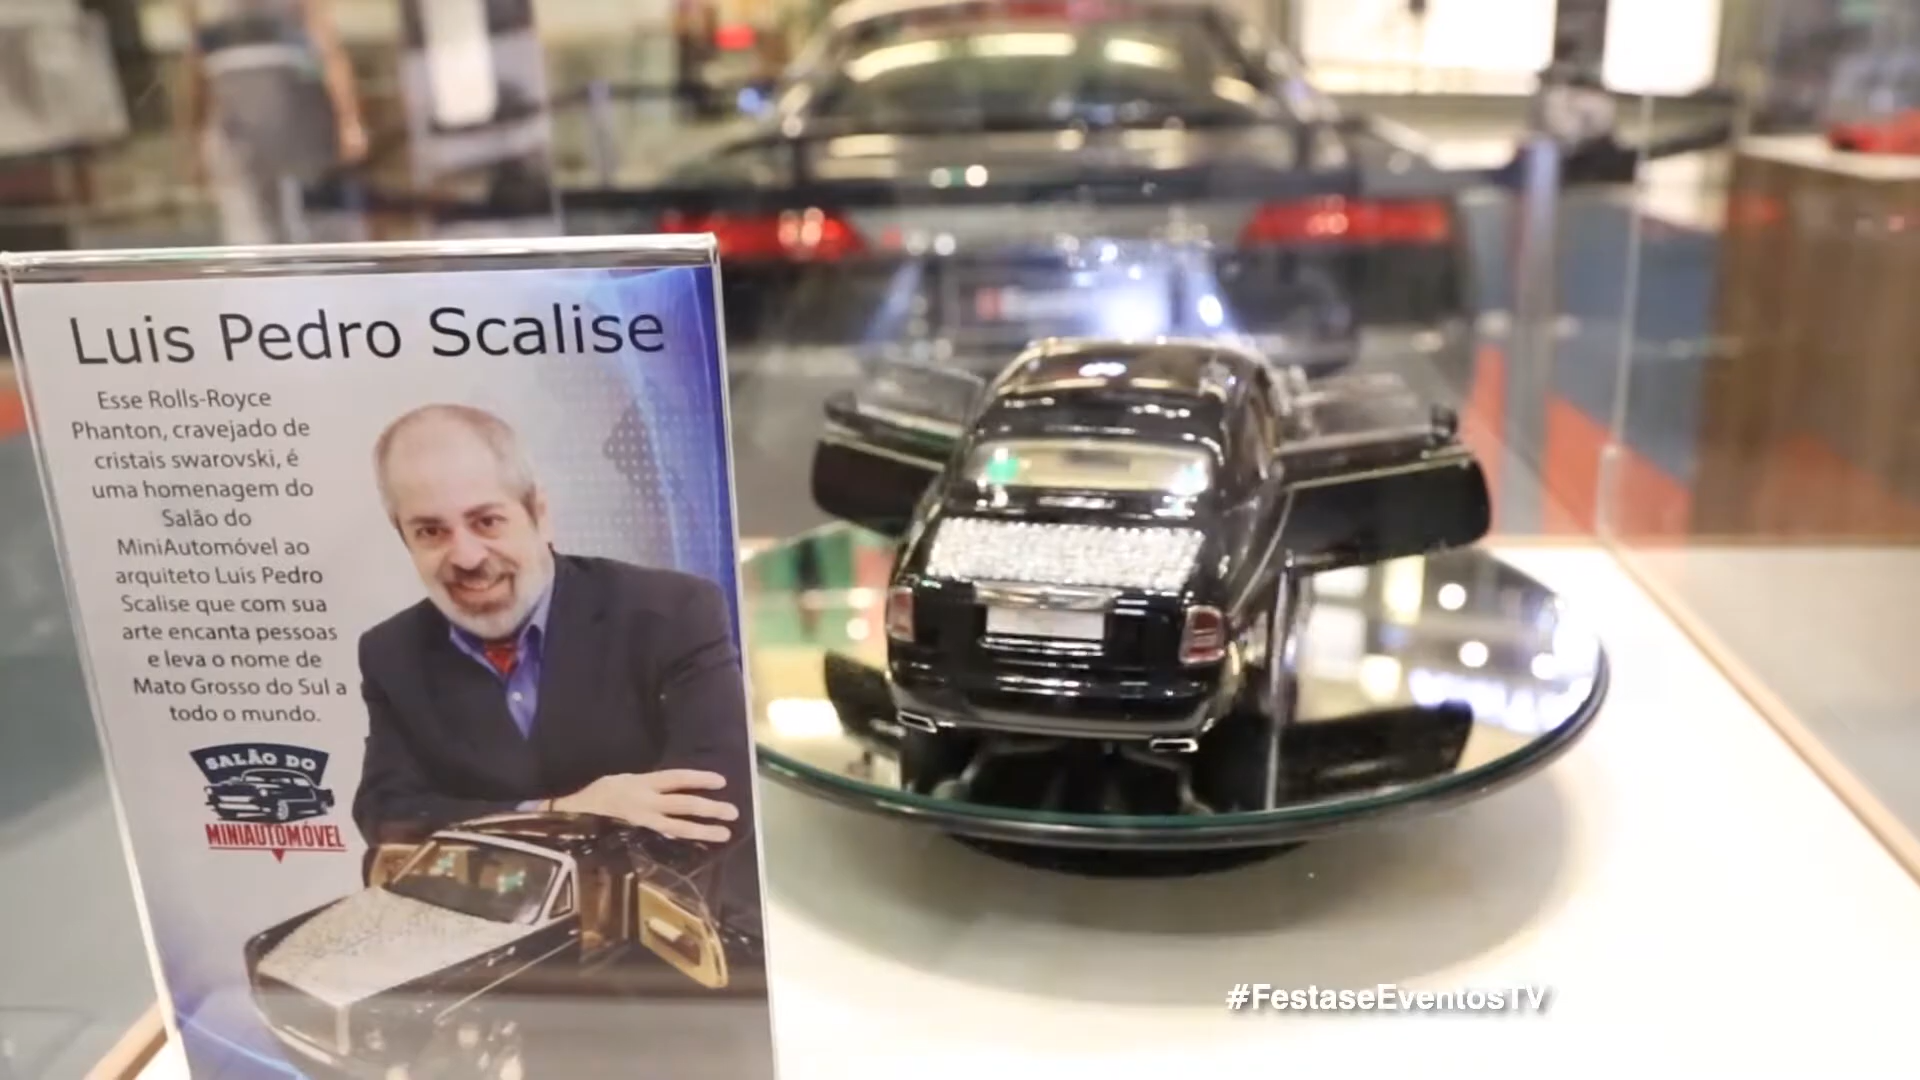 Luis Pedro Scalise
Esse Rolls-Royce
Phanton, cravejado de
cristais swarovski, é
uma homenagem do
Salão do
MiniAutomóvel ao
arquiteto Luis Pedro
Scalise que com sua
arte encanta pessoas
e leva o nome de
Mato Grosso do Sul a
todo o mundo.
SALÃO DO
MINIAUTOMÓVEL
#FestaseEventosTV